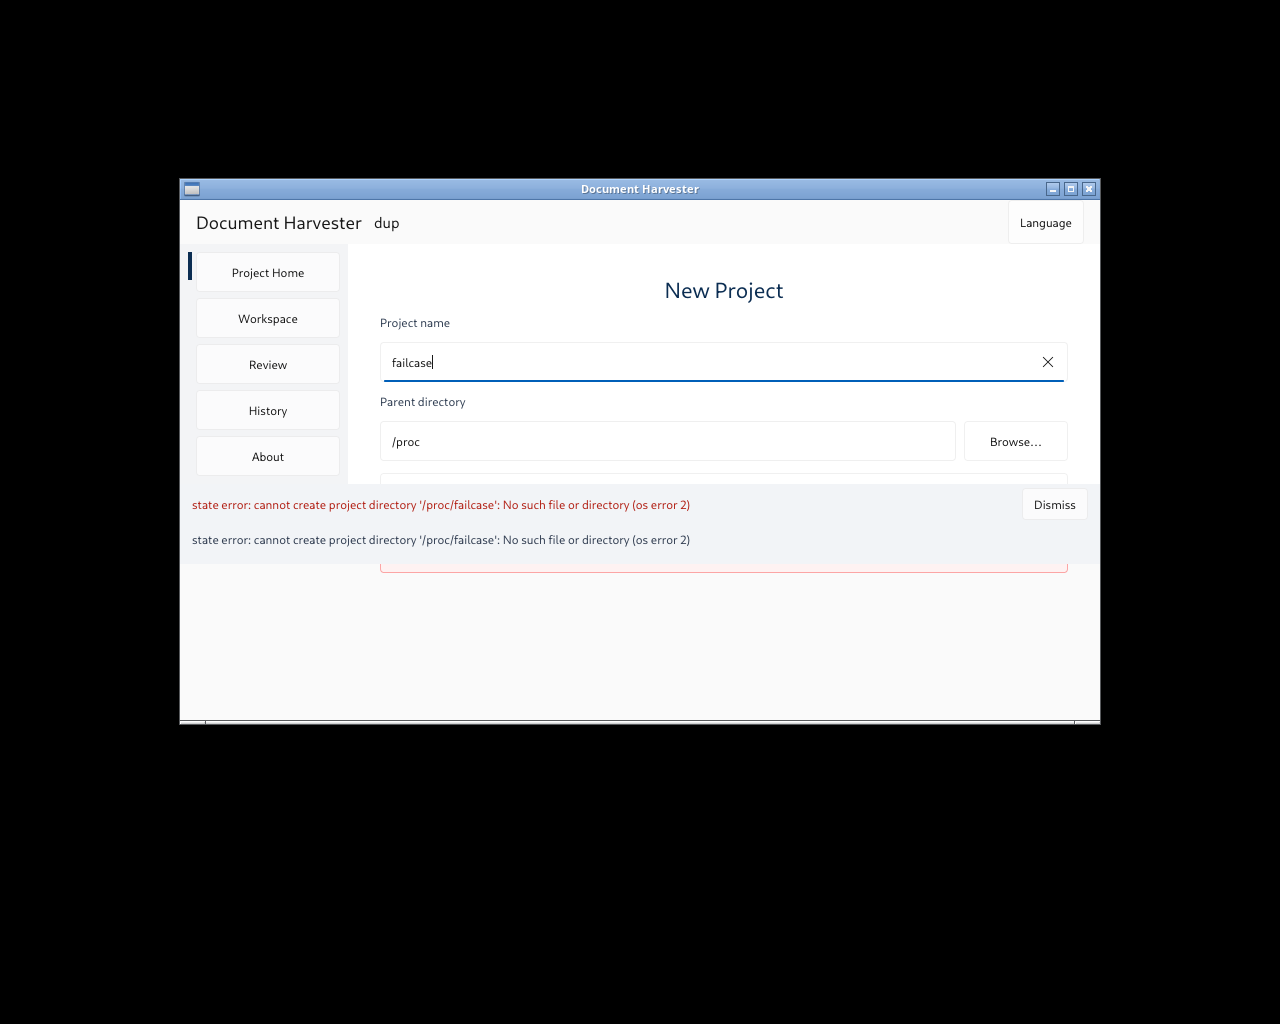 Document Harvester
Document Harvester dup
Language
Project Home
Workspace
Review
History
About
New Project
Project name
failcase
Parent directory
/proc
Browse...
state error: cannot create project directory '/proc/failcase': No such file or directory (os error 2)
Dismiss
state error: cannot create project directory '/proc/failcase': No such file or directory (os error 2)